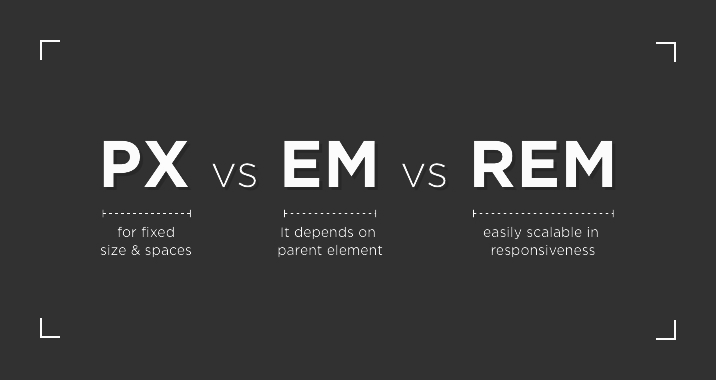 PX vs EM vs REM
for fixed
size & spaces
It depends on
parent element
easily scalable in
responsiveness